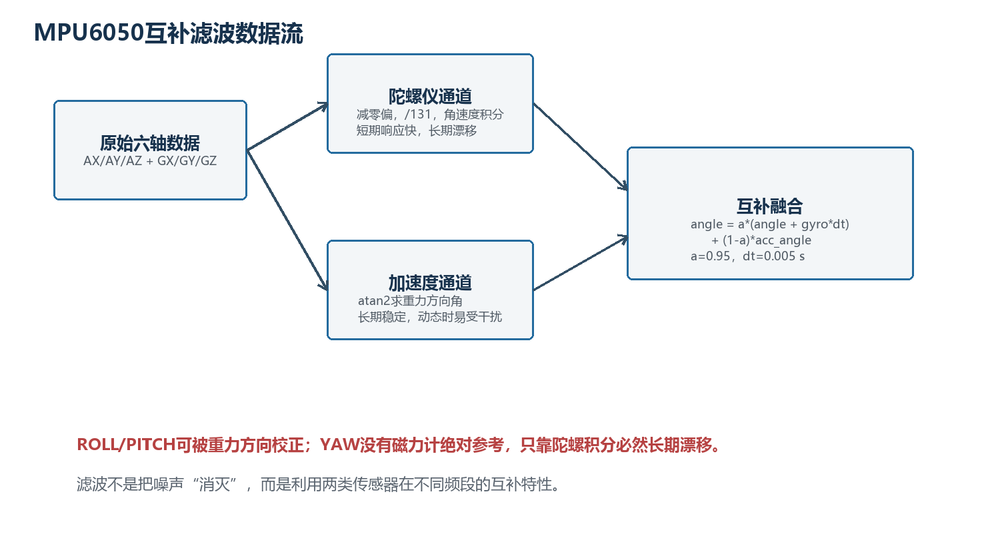 MPU6050互补滤波数据流
原始六轴数据
AX/AY/AZ + GX/GY/GZ
陀螺仪通道
减零偏，/131，角速度积分
短期响应快，长期漂移
加速度通道
atan2求重力方向角
长期稳定，动态时易受干扰
互补融合
angle = a*(angle + gyro*dt)
+ (1-a)*acc_angle
a=0.95，dt=0.005 s
ROLL/PITCH可被重力方向校正；YAW没有磁力计绝对参考，只靠陀螺积分必然长期漂移。
滤波不是把噪声“消灭”，而是利用两类传感器在不同频段的互补特性。